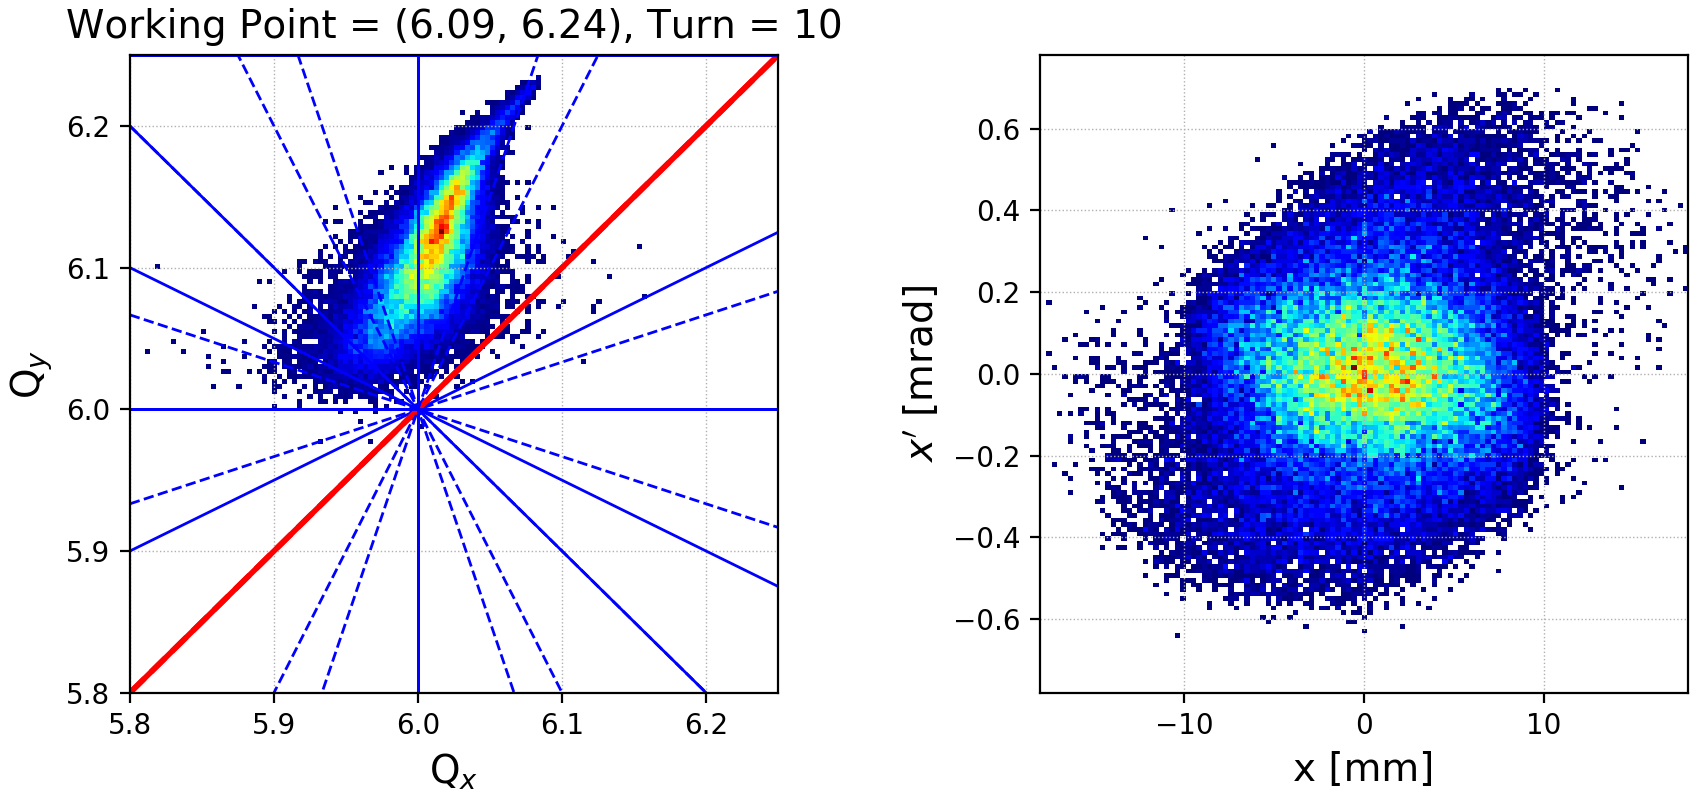 Working Point = (6.09, 6.24), Turn = 10
6.2
6.1
6.0
5.9
5.8
Q_y
5.8 5.9 6.0 6.1 6.2
Q_x
0.6
0.4
0.2
0.0
−0.2
−0.4
−0.6
x′ [mrad]
−10 0 10
x [mm]